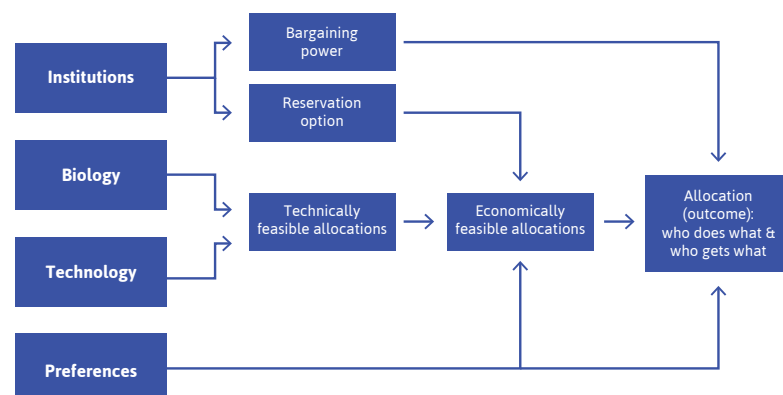 Institutions
Bargaining
power
Reservation
option
Biology
Technology
Technically
feasible allocations
Economically
feasible allocations
Allocation
(outcome):
who does what &
who gets what
Preferences